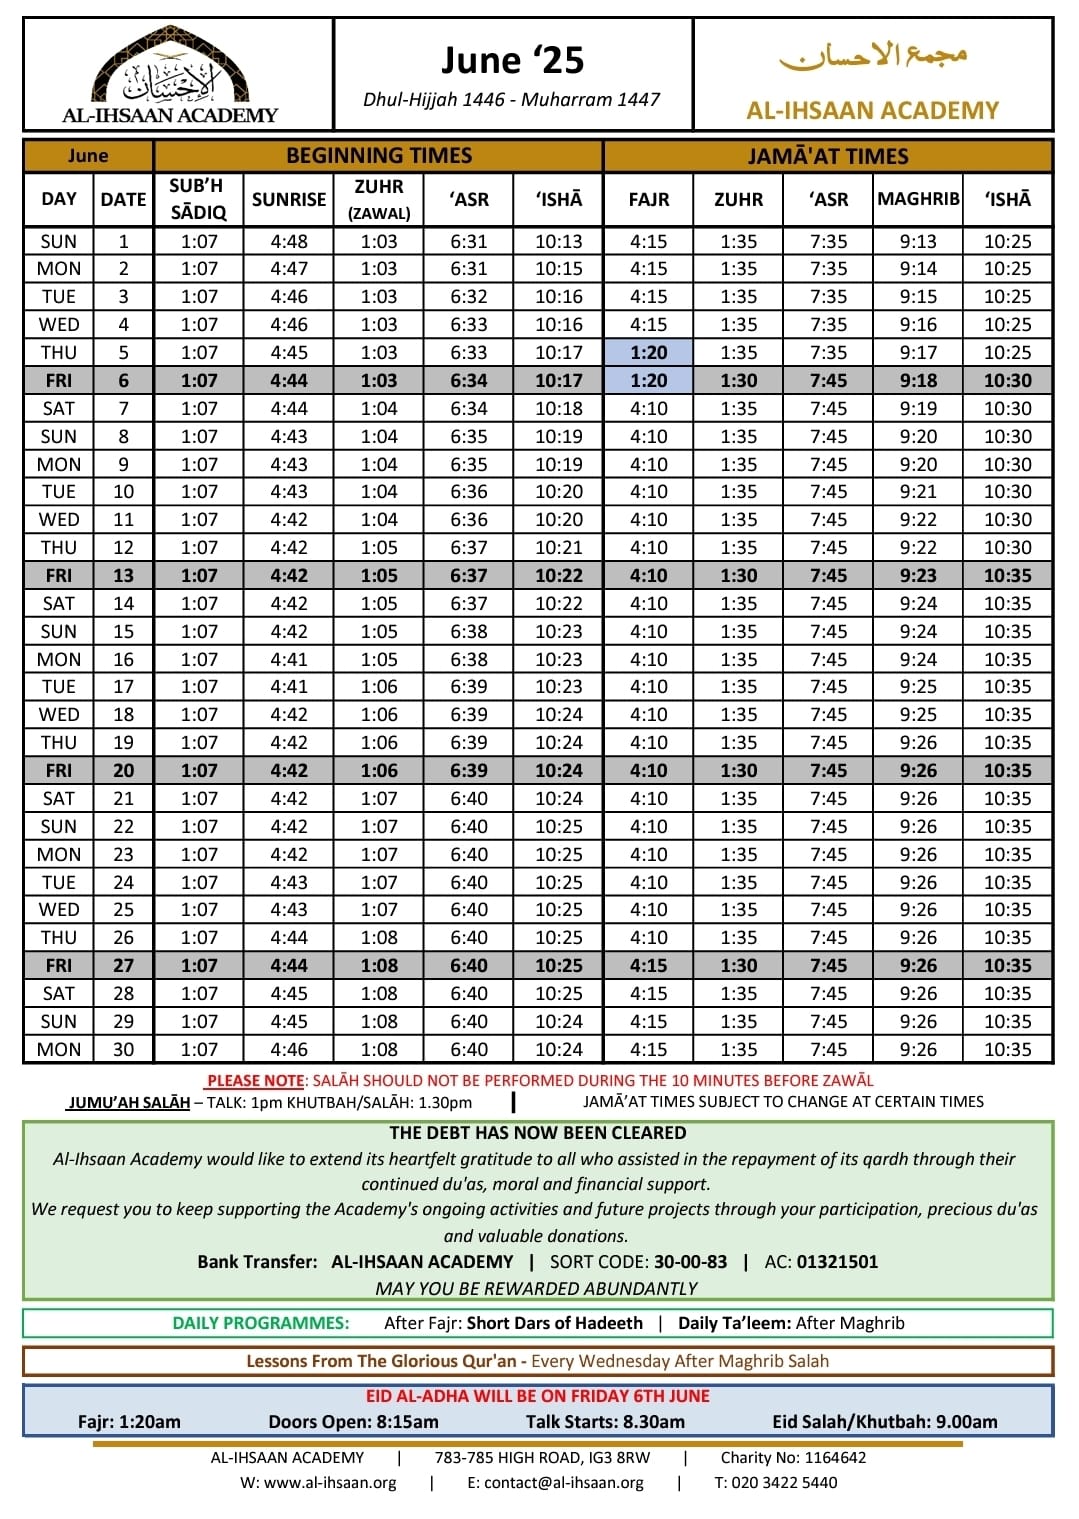 الإحسان
AL-IHSAAN ACADEMY
June ‘25
Dhul-Hijjah 1446 - Muharram 1447
مجمع الاحسان
AL-IHSAAN ACADEMY
June BEGINNING TIMES JAMĀ'AT TIMES
DAY DATE SUB’H SĀDIQ SUNRISE ZUHR (ZAWAL) ‘ASR ‘ISHĀ FAJR ZUHR ‘ASR MAGHRIB ‘ISHĀ
SUN 1 1:07 4:48 1:03 6:31 10:13 4:15 1:35 7:35 9:13 10:25
MON 2 1:07 4:47 1:03 6:31 10:15 4:15 1:35 7:35 9:14 10:25
TUE 3 1:07 4:46 1:03 6:32 10:16 4:15 1:35 7:35 9:15 10:25
WED 4 1:07 4:46 1:03 6:33 10:16 4:15 1:35 7:35 9:16 10:25
THU 5 1:07 4:45 1:03 6:33 10:17 1:20 1:35 7:35 9:17 10:25
FRI 6 1:07 4:44 1:03 6:34 10:17 1:20 1:30 7:45 9:18 10:30
SAT 7 1:07 4:44 1:04 6:34 10:18 4:10 1:35 7:45 9:19 10:30
SUN 8 1:07 4:43 1:04 6:35 10:19 4:10 1:35 7:45 9:20 10:30
MON 9 1:07 4:43 1:04 6:35 10:19 4:10 1:35 7:45 9:20 10:30
TUE 10 1:07 4:43 1:04 6:36 10:20 4:10 1:35 7:45 9:21 10:30
WED 11 1:07 4:42 1:04 6:36 10:20 4:10 1:35 7:45 9:22 10:30
THU 12 1:07 4:42 1:05 6:37 10:21 4:10 1:35 7:45 9:22 10:30
FRI 13 1:07 4:42 1:05 6:37 10:22 4:10 1:30 7:45 9:23 10:35
SAT 14 1:07 4:42 1:05 6:37 10:22 4:10 1:35 7:45 9:24 10:35
SUN 15 1:07 4:42 1:05 6:38 10:23 4:10 1:35 7:45 9:24 10:35
MON 16 1:07 4:41 1:05 6:38 10:23 4:10 1:35 7:45 9:24 10:35
TUE 17 1:07 4:41 1:06 6:39 10:23 4:10 1:35 7:45 9:25 10:35
WED 18 1:07 4:42 1:06 6:39 10:24 4:10 1:35 7:45 9:25 10:35
THU 19 1:07 4:42 1:06 6:39 10:24 4:10 1:35 7:45 9:26 10:35
FRI 20 1:07 4:42 1:06 6:39 10:24 4:10 1:30 7:45 9:26 10:35
SAT 21 1:07 4:42 1:07 6:40 10:24 4:10 1:35 7:45 9:26 10:35
SUN 22 1:07 4:42 1:07 6:40 10:25 4:10 1:35 7:45 9:26 10:35
MON 23 1:07 4:42 1:07 6:40 10:25 4:10 1:35 7:45 9:26 10:35
TUE 24 1:07 4:43 1:07 6:40 10:25 4:10 1:35 7:45 9:26 10:35
WED 25 1:07 4:43 1:07 6:40 10:25 4:10 1:35 7:45 9:26 10:35
THU 26 1:07 4:44 1:08 6:40 10:25 4:10 1:35 7:45 9:26 10:35
FRI 27 1:07 4:44 1:08 6:40 10:25 4:15 1:30 7:45 9:26 10:35
SAT 28 1:07 4:45 1:08 6:40 10:25 4:15 1:35 7:45 9:26 10:35
SUN 29 1:07 4:45 1:08 6:40 10:24 4:15 1:35 7:45 9:26 10:35
MON 30 1:07 4:46 1:08 6:40 10:24 4:15 1:35 7:45 9:26 10:35
PLEASE NOTE: SALĀH SHOULD NOT BE PERFORMED DURING THE 10 MINUTES BEFORE ZAWĀL
JUMU’AH SALĀH – TALK: 1pm KHUTBAH/SALĀH: 1.30pm | JAMĀ’AT TIMES SUBJECT TO CHANGE AT CERTAIN TIMES
THE DEBT HAS NOW BEEN CLEARED
Al-Ihsaan Academy would like to extend its heartfelt gratitude to all who assisted in the repayment of its qardh through their
continued du'as, moral and financial support.
We request you to keep supporting the Academy's ongoing activities and future projects through your participation, precious du'as
and valuable donations.
Bank Transfer: AL-IHSAAN ACADEMY | SORT CODE: 30-00-83 | AC: 01321501
MAY YOU BE REWARDED ABUNDANTLY
DAILY PROGRAMMES: After Fajr: Short Dars of Hadeeth | Daily Ta’leem: After Maghrib
Lessons From The Glorious Qur'an - Every Wednesday After Maghrib Salah
EID AL-ADHA WILL BE ON FRIDAY 6TH JUNE
Fajr: 1:20am Doors Open: 8:15am Talk Starts: 8.30am Eid Salah/Khutbah: 9.00am
AL-IHSAAN ACADEMY | 783-785 HIGH ROAD, IG3 8RW | Charity No: 1164642
W: www.al-ihsaan.org | E: contact@al-ihsaan.org | T: 020 3422 5440